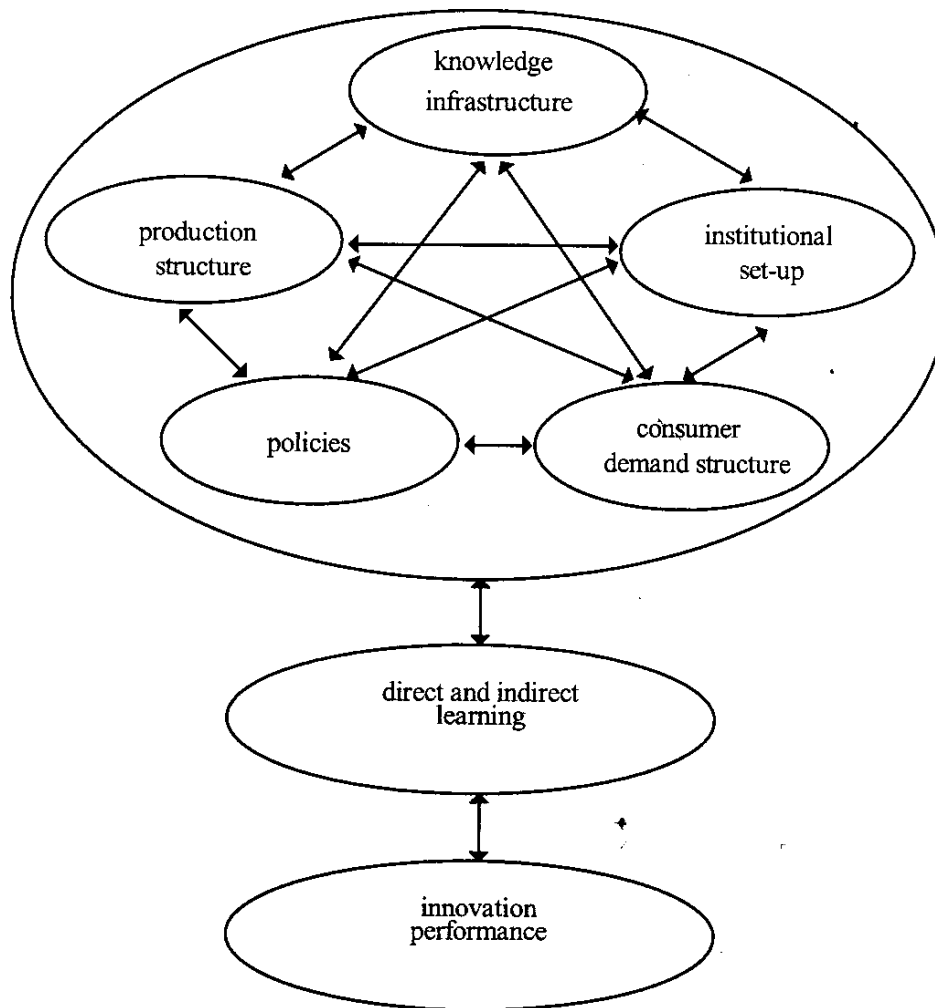 knowledge
infrastructure
production
structure
institutional
set-up
policies
consumer
demand structure
direct and indirect
learning
innovation
performance